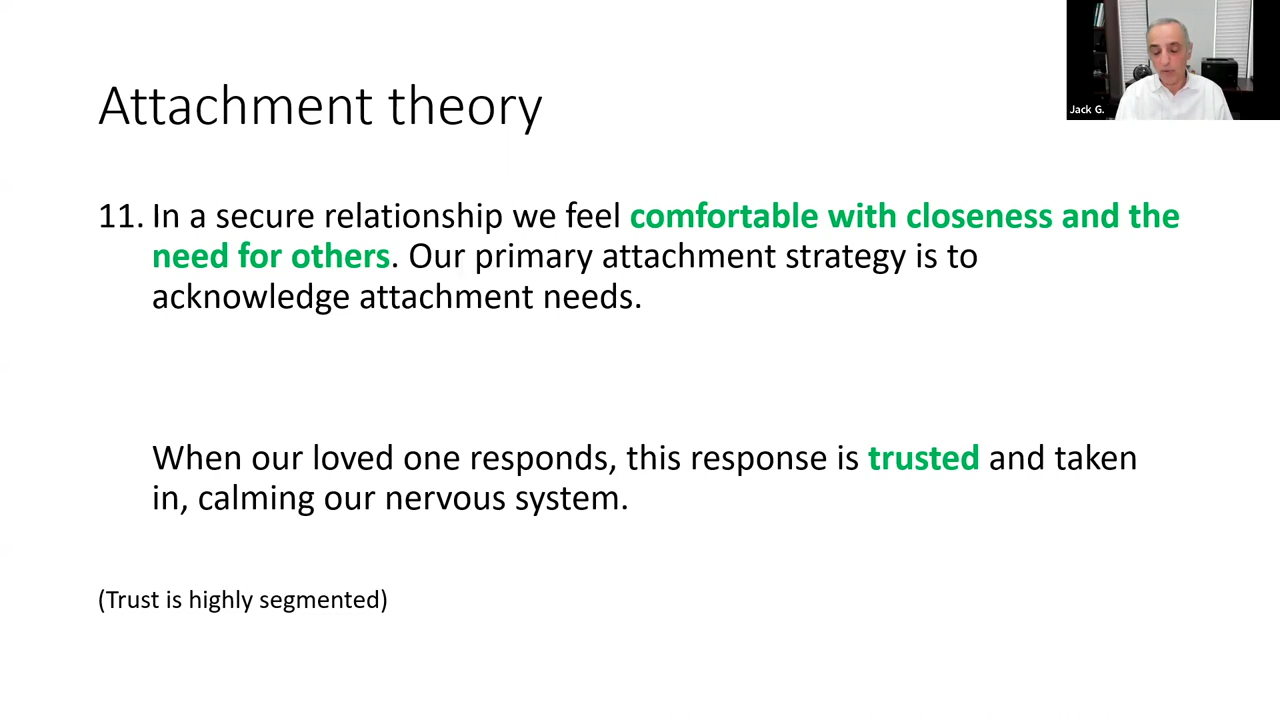 Attachment theory
Jack G.
11. In a secure relationship we feel comfortable with closeness and the
need for others. Our primary attachment strategy is to
acknowledge attachment needs.
When our loved one responds, this response is trusted and taken
in, calming our nervous system.
(Trust is highly segmented)